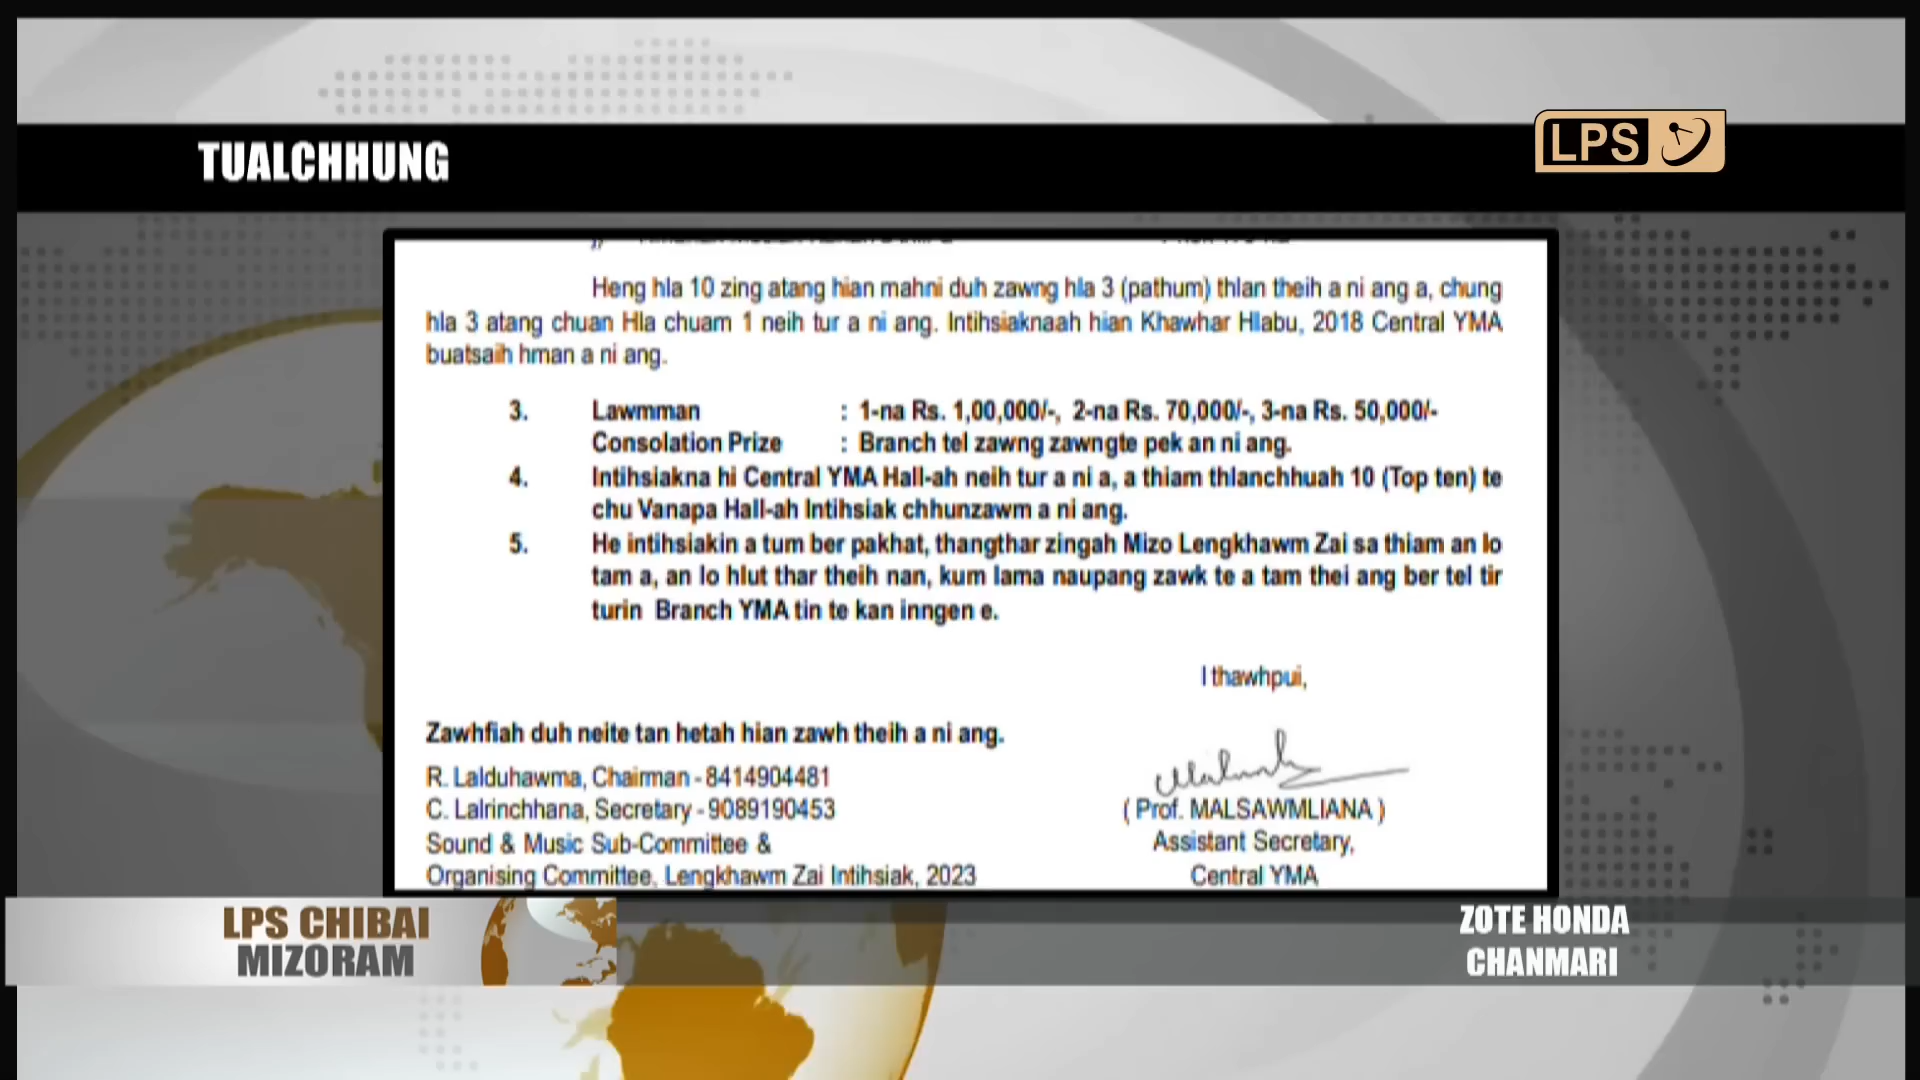 TUALCHHUNG
LPS
Heng hla 10 zing atang hian mahni duh zawng hla 3 (pathum) thlan theih a ni ang a, chung
hla 3 atang chuan Hla chuam 1 neih tur a ni ang. Intihsiaknaah hian Khawhar Hlabu, 2018 Central YMA
buatsaih hman a ni ang.
3. Lawmman : 1-na Rs. 1,00,000/-, 2-na Rs. 70,000/-, 3-na Rs. 50,000/-
Consolation Prize : Branch tel zawng zawngte pek an ni ang.
4. Intihsiakna hi Central YMA Hall-ah neih tur a ni a, a thiam thlanchhuah 10 (Top ten) te
chu Vanapa Hall-ah Intihsiak chhunzawm a ni ang.
5. He intihsiakin a tum ber pakhat, thangthar zingah Mizo Lengkhawm Zai sa thiam an lo
tam a, an lo hlut thar theih nan, kum lama naupang zawk te a tam thei ang ber tel tir
turin Branch YMA tin te kan inngen e.
I thawhpui,
Zawhfiah duh neite tan hetah hian zawh theih a ni ang.
R. Lalduhawma, Chairman - 8414904481
C. Lalrinchhana, Secretary - 9089190453
Sound & Music Sub-Committee &
Organising Committee, Lengkhawm Zai Intihsiak, 2023
( Prof. MALSAWMLIANA )
Assistant Secretary,
Central YMA
LPS CHIBAI
MIZORAM
ZOTE HONDA
CHANMARI